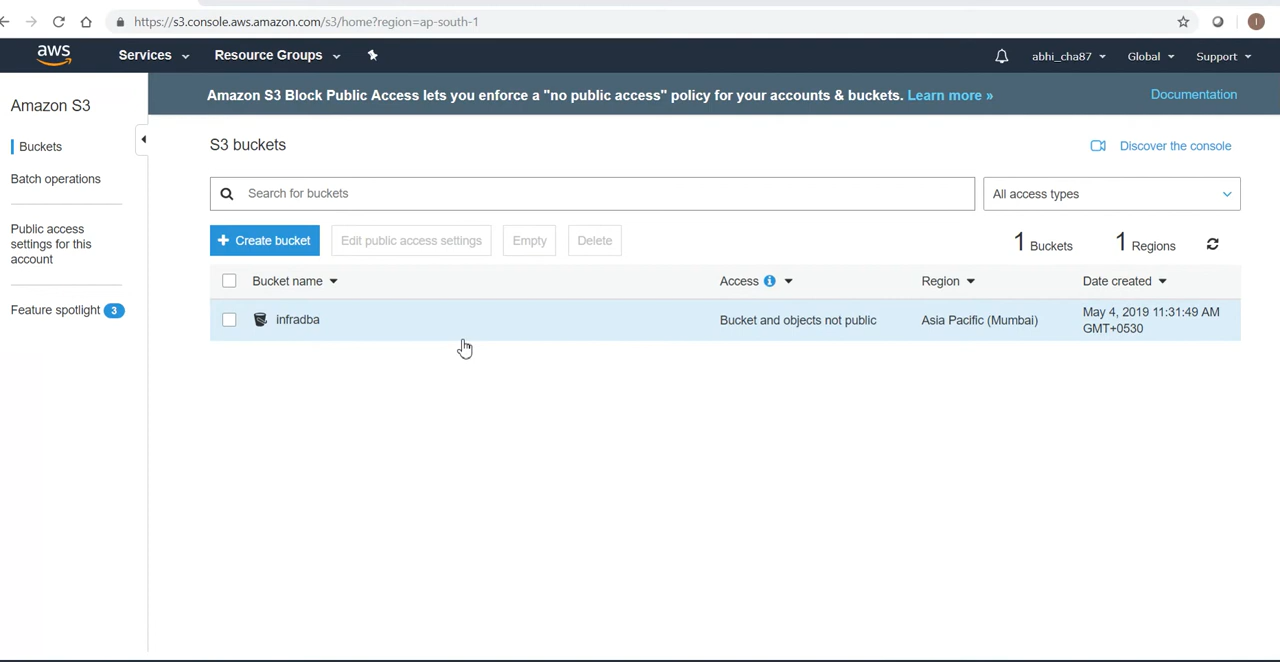 https://s3.console.aws.amazon.com/s3/home?region=ap-south-1
I
aws Services Resource Groups abhi_cha87 Global Support
Amazon S3 Block Public Access lets you enforce a "no public access" policy for your accounts & buckets. Learn more » Documentation
Amazon S3
Buckets
Batch operations
Public access
settings for this
account
Feature spotlight 3
S3 buckets
Discover the console
Search for buckets
All access types
+ Create bucket Edit public access settings Empty Delete
1 Buckets 1 Regions
Bucket name Access i Region Date created
infradba Bucket and objects not public Asia Pacific (Mumbai) May 4, 2019 11:31:49 AM
GMT+0530